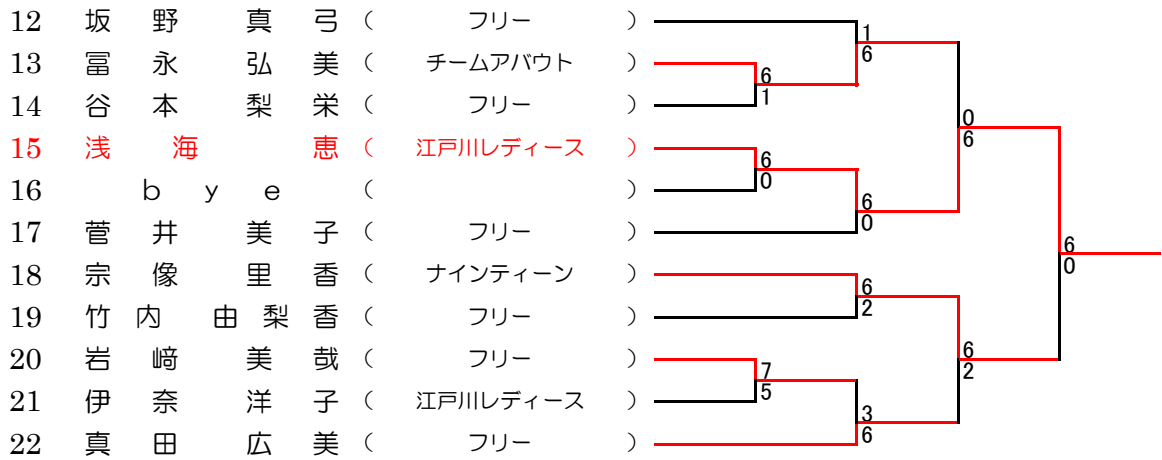 12 坂野 真弓 ( フリー )
13 冨永 弘美 ( チームアバウト )
14 谷本 梨栄 ( フリー )
15 浅海 恵 ( 江戸川レディース )
16 bye ( )
17 菅井 美子 ( フリー )
18 宗像 里香 ( ナインティーン )
19 竹内 由梨香 ( フリー )
20 岩﨑 美哉 ( フリー )
21 伊奈 洋子 ( 江戸川レディース )
22 真田 広美 ( フリー )
1
6
6
1
6
0
6
0
0
6
6
2
7
5
3
6
6
2
6
0